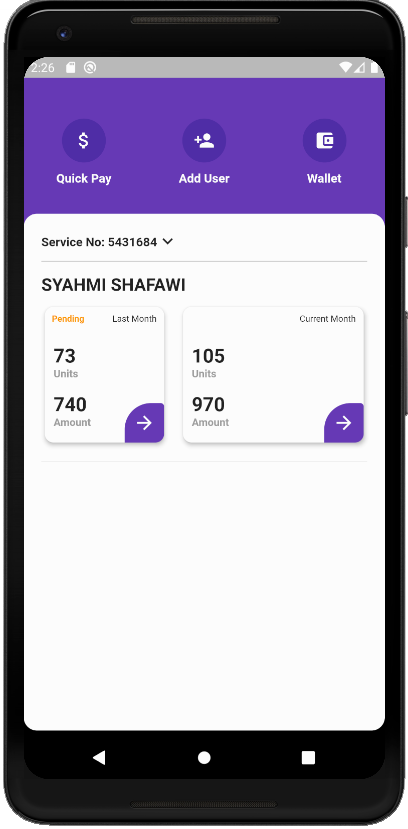 2:26
Quick Pay Add User Wallet
Service No: 5431684
SYAHMI SHAFAWI
Pending Last Month Current Month
73 105
Units Units
740 970
Amount Amount